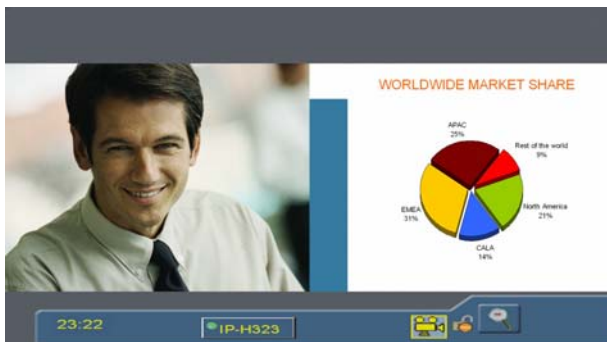 WORLDWIDE MARKET SHARE
APAC
25%
Rest of the world
9%
EMEA
31%
North America
21%
CALA
14%
23:22
IP-H323